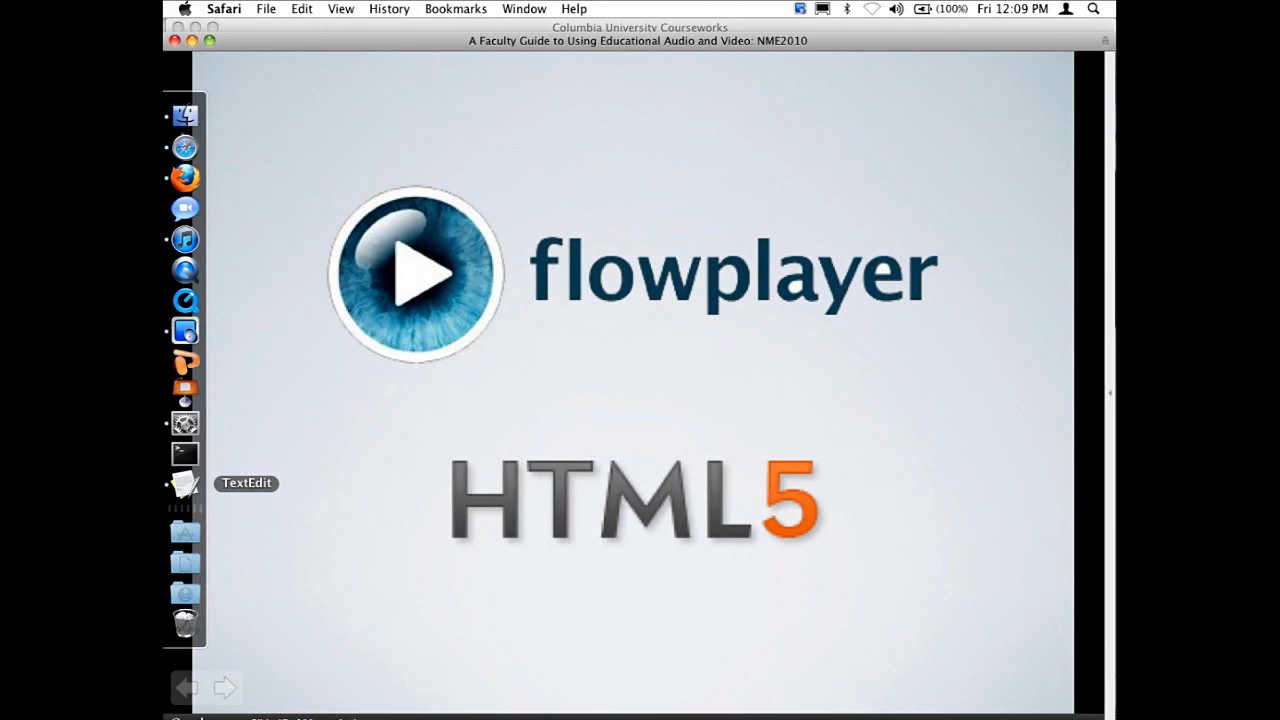 Safari File Edit View History Bookmarks Window Help (100%) Fri 12:09 PM
Columbia University Courseworks
A Faculty Guide to Using Educational Audio and Video: NME2010
flowplayer
HTML5
TextEdit